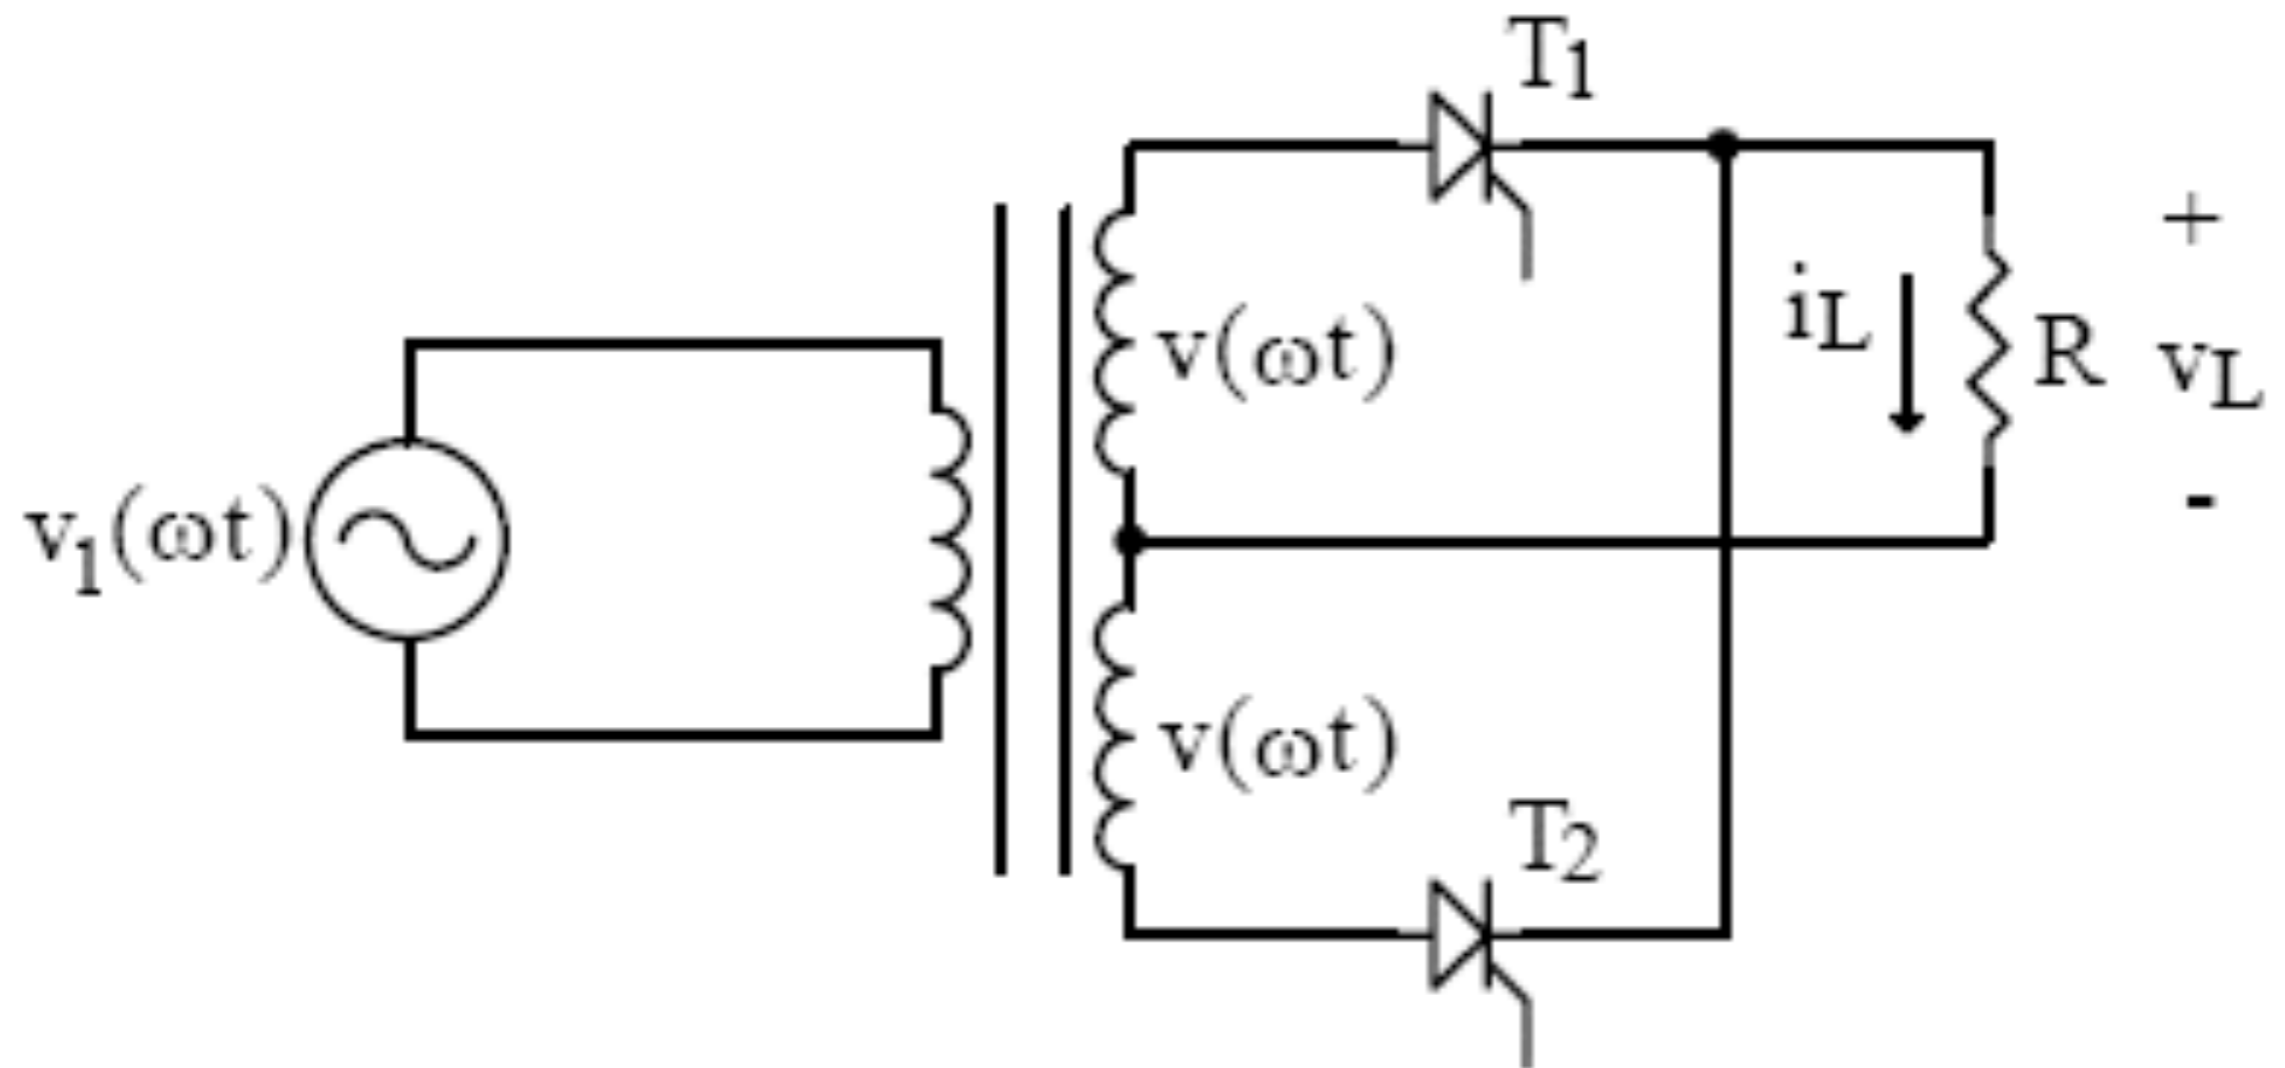 T1
+
iL
R
vL
v(ωt)
-
v1(ωt)
v(ωt)
T2